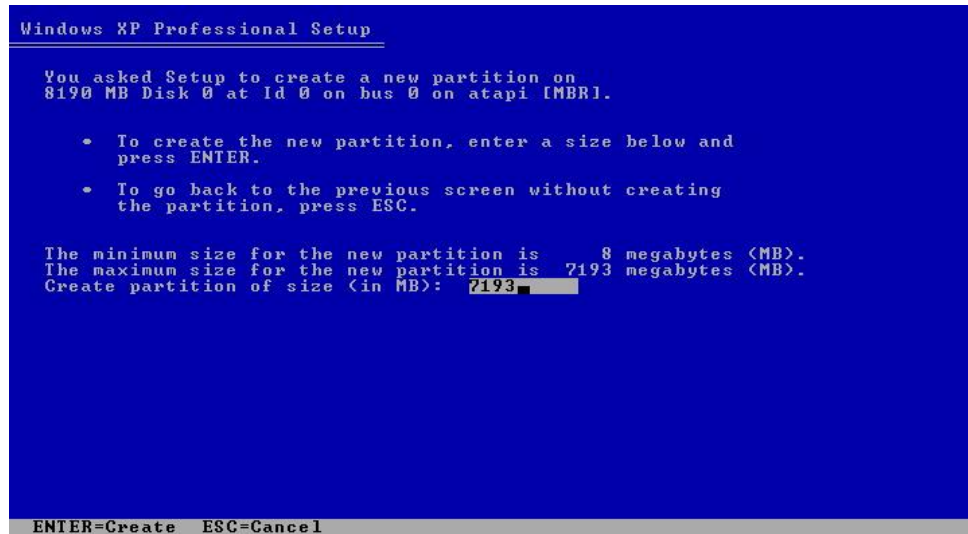 Windows XP Professional Setup
You asked Setup to create a new partition on
8190 MB Disk 0 at Id 0 on bus 0 on atapi [MBR].
• To create the new partition, enter a size below and
press ENTER.
• To go back to the previous screen without creating
the partition, press ESC.
The minimum size for the new partition is 8 megabytes (MB).
The maximum size for the new partition is 7193 megabytes (MB).
Create partition of size (in MB): 7193
ENTER=Create ESC=Cancel